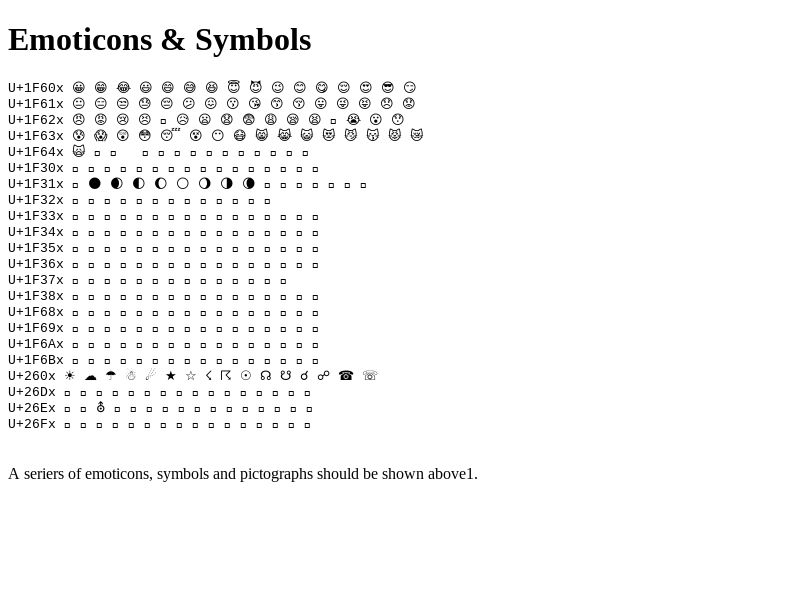 Emoticons & Symbols
U+1F60x 😀 😁 😂 😃 😄 😅 😆 😇 😈 😉 😊 😋 😌 😍 😎 😏
U+1F61x 😐 😑 😒 😓 😔 😕 😖 😗 😘 😙 😚 😛 😜 😝 😞 😟
U+1F62x 😠 😡 😢 😣 😥 😦 😧 😨 😩 😪 😫 😭 😮 😯
U+1F63x 😰 😱 😲 😳 😴 😵 😶 😷 😸 😹 😺 😻 😼 😽 😾 😿
U+1F64x 🙀
U+1F30x
U+1F31x 🌑 🌒 🌓 🌔 🌕 🌖 🌗 🌘
U+1F32x
U+1F33x
U+1F34x
U+1F35x
U+1F36x
U+1F37x
U+1F38x
U+1F68x
U+1F69x
U+1F6Ax
U+1F6Bx
U+260x ☀ ☁ ☂ ☃ ☄ ★ ☆ ☇ ☈ ☉ ☊ ☋ ☌ ☍ ☎ ☏
U+26Dx
U+26Ex ⛢
U+26Fx
A seriers of emoticons, symbols and pictographs should be shown above1.